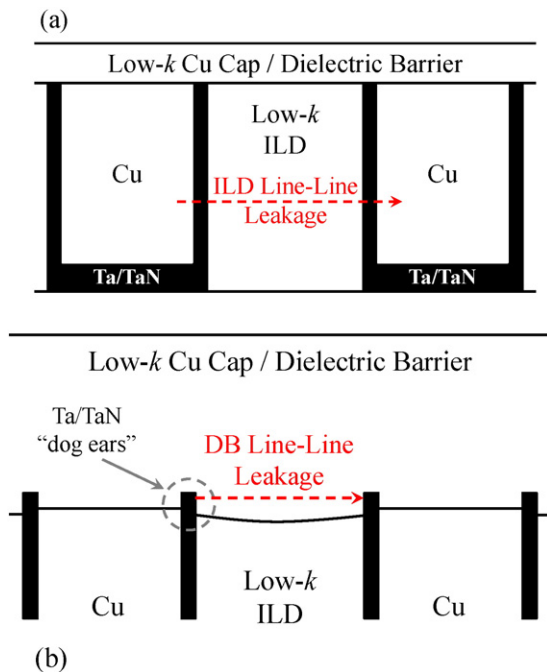 (a)
Low-k Cu Cap / Dielectric Barrier
Low-k
ILD
Cu
Cu
ILD Line-Line
Leakage
Ta/TaN
Ta/TaN
Low-k Cu Cap / Dielectric Barrier
Ta/TaN
“dog ears”
DB Line-Line
Leakage
Low-k
ILD
Cu
Cu
(b)